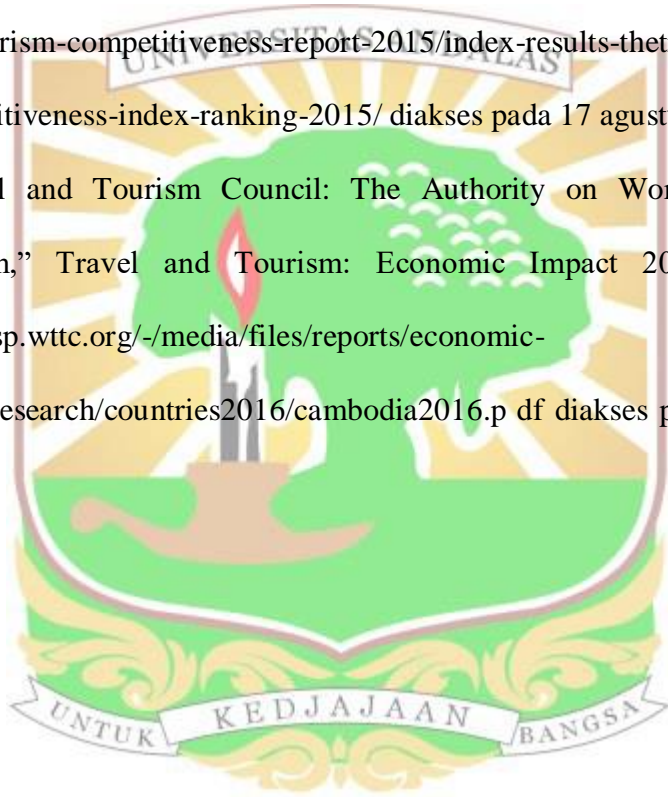 rism-competitiveness-report-2015/index-results-thet
UNIVERSITAS ANDALAS
itiveness-index-ranking-2015/ diakses pada 17 agust
l and Tourism Council: The Authority on Wor
n,” Travel and Tourism: Economic Impact 20
sp.wttc.org/-/media/files/reports/economic-
esearch/countries2016/cambodia2016.p df diakses p
UNTUK KEDJAJAAN BANGSA